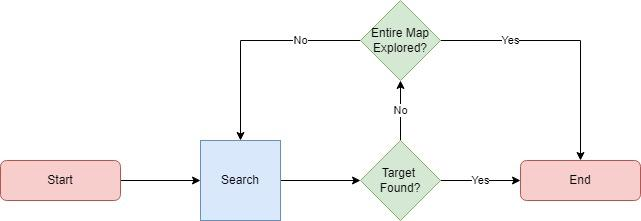 Entire Map
Explored?
No
Yes
No
Start
Search
Target
Found?
Yes
End